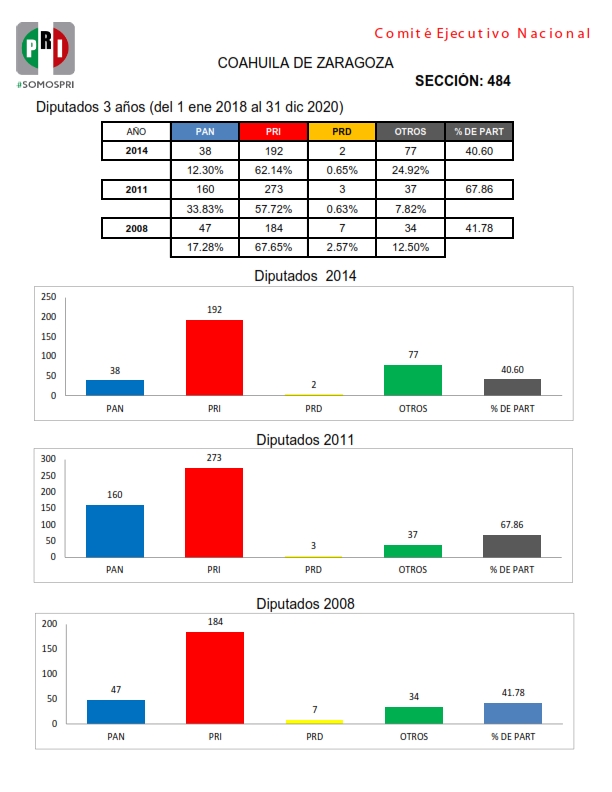 Comité Ejecutivo Nacional
PRI
#SOMOSPRI
COAHUILA DE ZARAGOZA
SECCIÓN: 484
Diputados 3 años (del 1 ene 2018 al 31 dic 2020)
AÑO PAN PRI PRD OTROS % DE PART
2014 38 192 2 77 40.60
12.30% 62.14% 0.65% 24.92%
2011 160 273 3 37 67.86
33.83% 57.72% 0.63% 7.82%
2008 47 184 7 34 41.78
17.28% 67.65% 2.57% 12.50%
Diputados 2014
250
200
150
100
50
0
38 192 2 77 40.60
PAN PRI PRD OTROS % DE PART
Diputados 2011
300
250
200
150
100
50
0
160 273 3 37 67.86
PAN PRI PRD OTROS % DE PART
Diputados 2008
200
150
100
50
0
47 184 7 34 41.78
PAN PRI PRD OTROS % DE PART